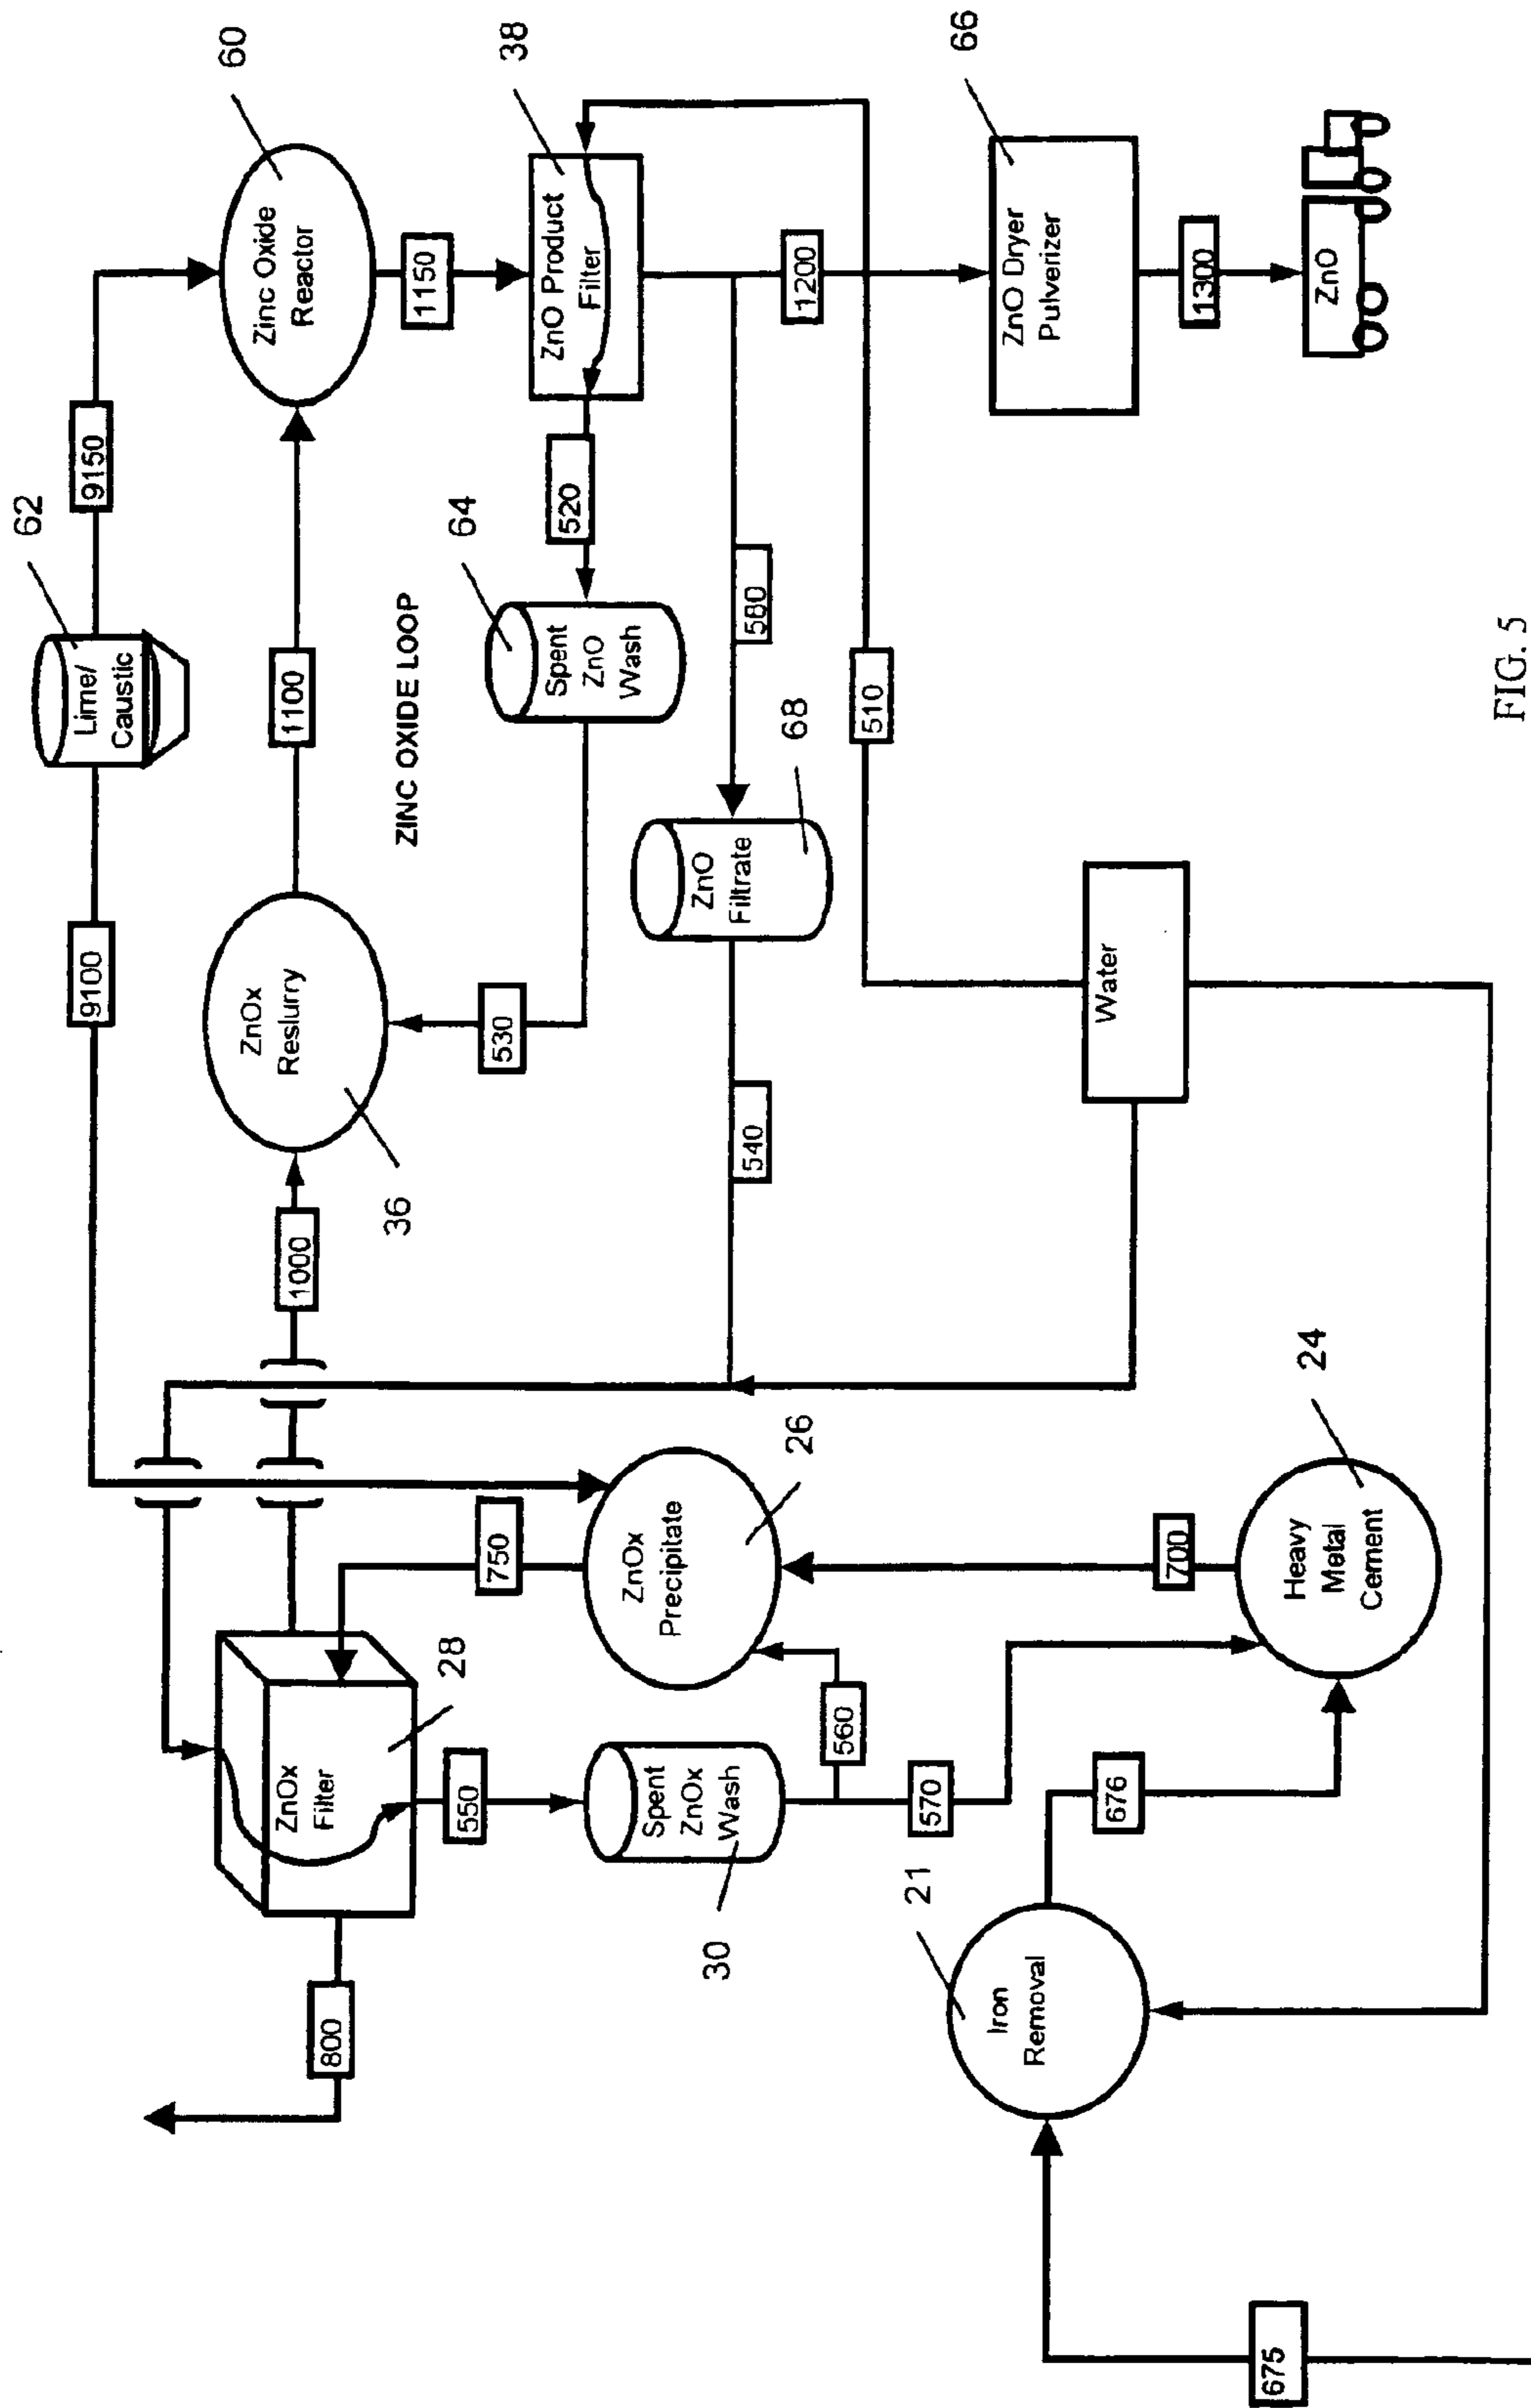 62
Lime/
Caustic
9100
9150
60
Zinc Oxide
Reactor
1100
ZnOx
Reslurry
36
1000
1150
38
ZnO Product
Filter
520
64
Spent
ZnO
Wash
530
ZINC OXIDE LOOP
580
68
ZnO
Filtrate
540
1200
510
66
ZnO Dryer
Pulverizer
1300
ZnO
Water
800
ZnOx
Filter
28
750
550
Spent
ZnOx
Wash
30
560
570
ZnOx
Precipitate
26
700
Heavy
Metal
Cement
24
21
Iron
Removal
676
675
FIG. 5